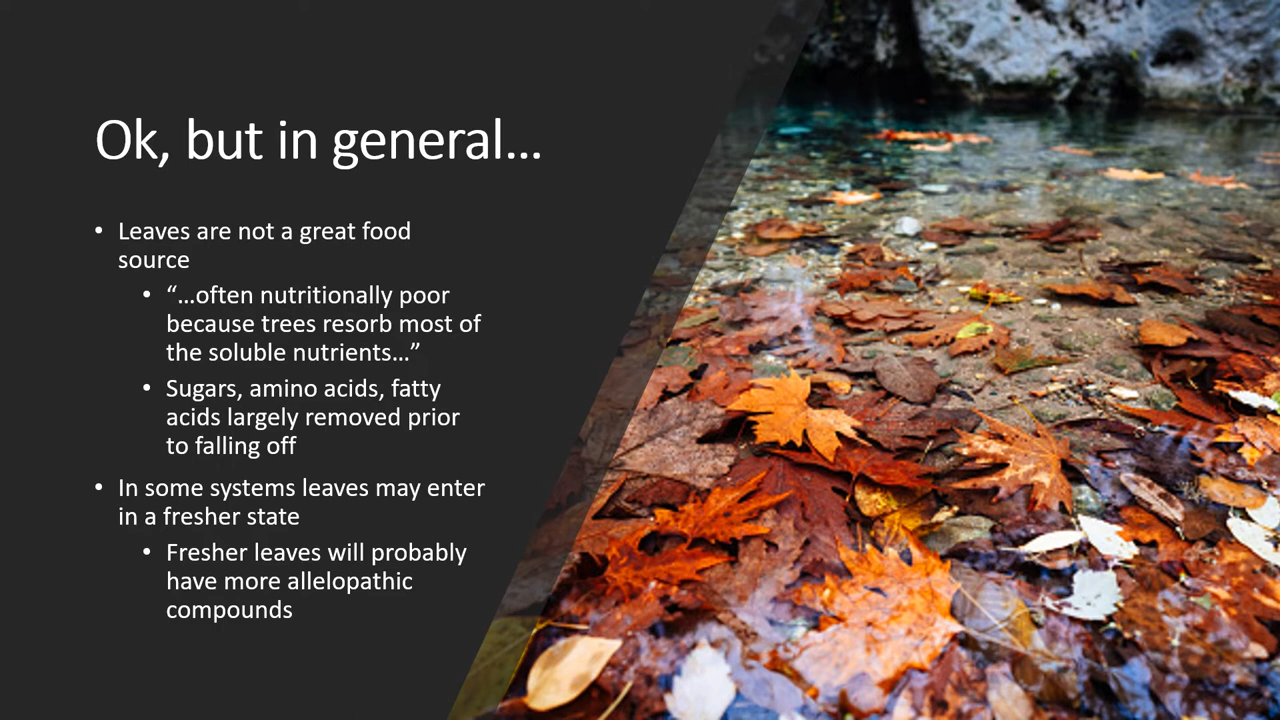 Ok, but in general...
• Leaves are not a great food
source
• “...often nutritionally poor
because trees resorb most of
the soluble nutrients...”
• Sugars, amino acids, fatty
acids largely removed prior
to falling off
• In some systems leaves may enter
in a fresher state
• Fresher leaves will probably
have more allelopathic
compounds